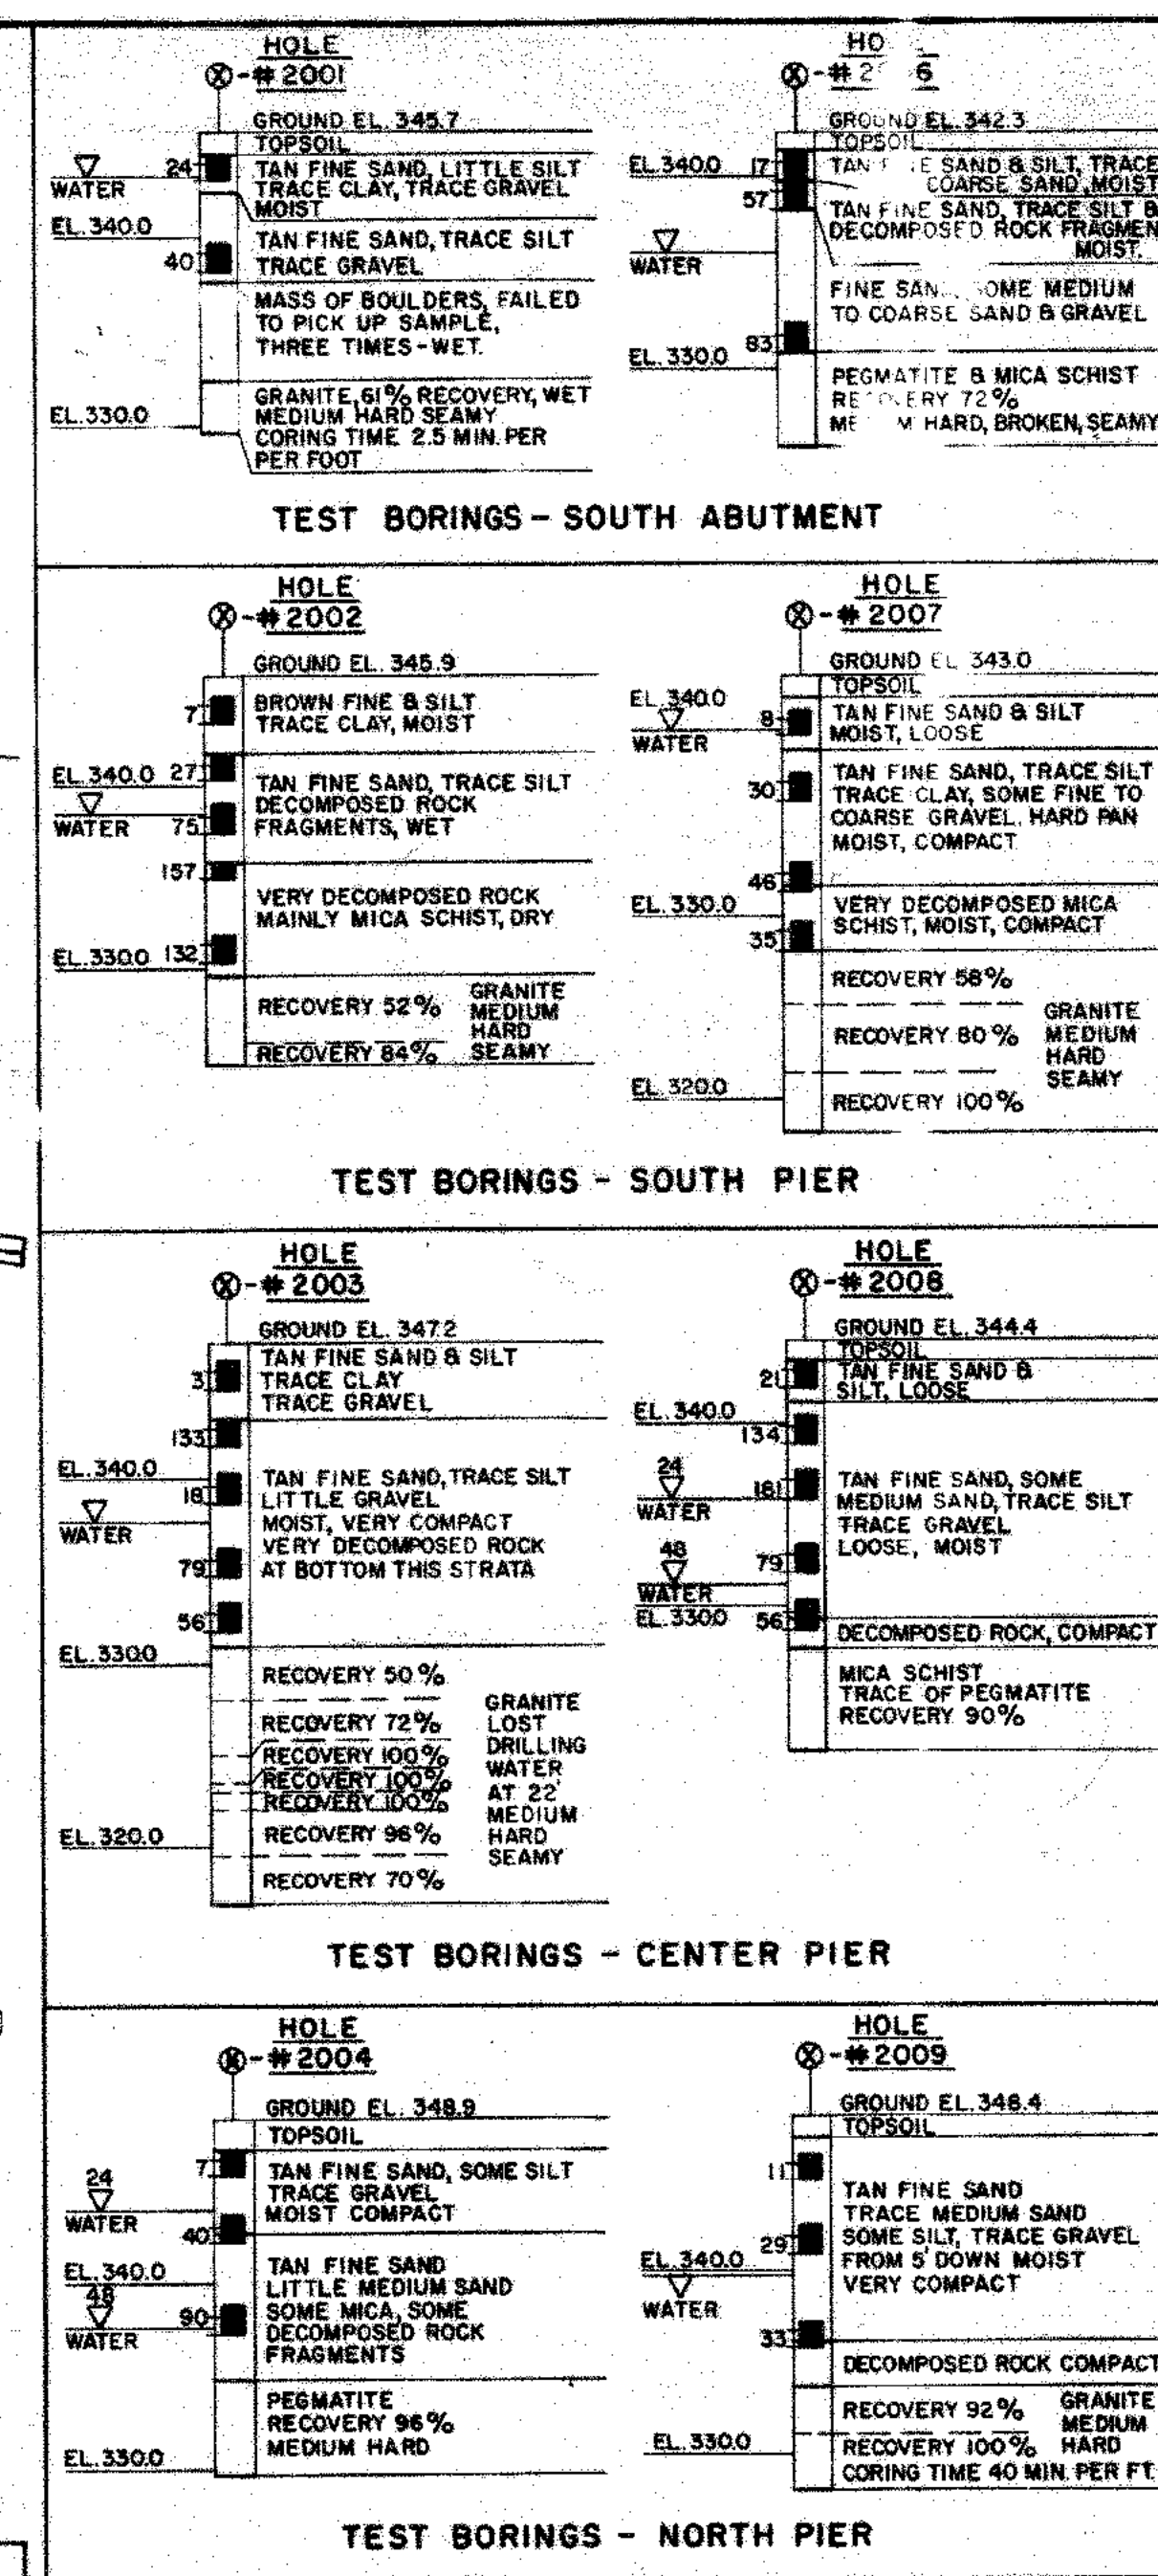 HOLE
#2001
GROUND EL. 345.7
TOPSOIL
24
WATER
TAN FINE SAND, LITTLE SILT
TRACE CLAY, TRACE GRAVEL
MOIST
EL. 340.0
40
TAN FINE SAND, TRACE SILT
TRACE GRAVEL
MASS OF BOULDERS, FAILED
TO PICK UP SAMPLE,
THREE TIMES-WET.
GRANITE, 61% RECOVERY, WET
MEDIUM HARD SEAMY
CORING TIME 2.5 MIN. PER
PER FOOT
EL. 330.0
HO
# 2 6
GROUND EL. 342.3
TOPSOIL
EL. 340.0 17
TAN SAND & SILT, TRACE
COARSE SAND, MOIST
57
TAN FINE SAND, TRACE SILT &
DECOMPOSED ROCK FRAGMEN
MOIST.
WATER
FINE SAN OME MEDIUM
TO COARSE SAND & GRAVEL
83
EL. 330.0
PEGMATITE & MICA SCHIST
RECOVERY 72%
ME M HARD, BROKEN, SEAMY
TEST BORINGS - SOUTH ABUTMENT
HOLE
#2002
GROUND EL. 345.9
7
BROWN FINE & SILT
TRACE CLAY, MOIST
EL. 340.0 27
WATER 75
TAN FINE SAND, TRACE SILT
DECOMPOSED ROCK
FRAGMENTS, WET
157
VERY DECOMPOSED ROCK
MAINLY MICA SCHIST, DRY
EL. 330.0 132
RECOVERY 52%
RECOVERY 84%
GRANITE
MEDIUM
HARD
SEAMY
HOLE
#2007
GROUND EL 343.0
TOPSOIL
EL. 340.0
WATER
8
TAN FINE SAND & SILT
MOIST, LOOSE
30
TAN FINE SAND, TRACE SILT
TRACE CLAY, SOME FINE TO
COARSE GRAVEL, HARD PAN
MOIST, COMPACT
46
EL. 330.0
35
VERY DECOMPOSED MICA
SCHIST, MOIST, COMPACT
RECOVERY 58%
RECOVERY 80%
RECOVERY 100%
GRANITE
MEDIUM
HARD
SEAMY
EL. 320.0
TEST BORINGS - SOUTH PIER
HOLE
#2003
GROUND EL. 347.2
3
TAN FINE SAND & SILT
TRACE CLAY
TRACE GRAVEL
133
EL. 340.0
18
WATER
79
56
TAN FINE SAND, TRACE SILT
LITTLE GRAVEL
MOIST, VERY COMPACT
VERY DECOMPOSED ROCK
AT BOTTOM THIS STRATA
EL. 330.0
RECOVERY 50%
RECOVERY 72%
RECOVERY 100%
RECOVERY 100%
RECOVERY 100%
RECOVERY 96%
RECOVERY 70%
GRANITE
LOST
DRILLING
WATER
AT 22'
MEDIUM
HARD
SEAMY
EL. 320.0
HOLE
#2008
GROUND EL. 344.4
TOPSOIL
21
TAN FINE SAND &
SILT, LOOSE
EL. 340.0
134
24
WATER
181
48
WATER
79
EL. 330.0 56
TAN FINE SAND, SOME
MEDIUM SAND, TRACE SILT
TRACE GRAVEL
LOOSE, MOIST
DECOMPOSED ROCK, COMPACT
MICA SCHIST
TRACE OF PEGMATITE
RECOVERY 90%
TEST BORINGS - CENTER PIER
HOLE
#2004
GROUND EL. 348.9
TOPSOIL
7
24
WATER
40
TAN FINE SAND, SOME SILT
TRACE GRAVEL
MOIST COMPACT
EL. 340.0
48
WATER
90
TAN FINE SAND
LITTLE MEDIUM SAND
SOME MICA, SOME
DECOMPOSED ROCK
FRAGMENTS
PEGMATITE
RECOVERY 96%
MEDIUM HARD
EL. 330.0
HOLE
#2009
GROUND EL. 348.4
TOPSOIL
11
29
EL. 340.0
WATER
33
TAN FINE SAND
TRACE MEDIUM SAND
SOME SILT, TRACE GRAVEL
FROM 5' DOWN MOIST
VERY COMPACT
DECOMPOSED ROCK COMPACT
RECOVERY 92%
RECOVERY 100%
GRANITE
MEDIUM
HARD
CORING TIME 40 MIN. PER FT.
EL. 330.0
TEST BORINGS - NORTH PIER